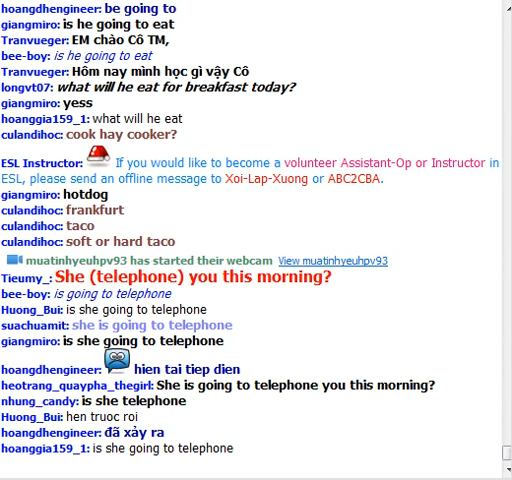 hoangdhengineer: be going to
giangmiro: is he going to eat
Tranvueger: EM chào Cô TM,
bee-boy: is he going to eat
Tranvueger: Hôm nay mình học gì vậy Cô
longvt07: what will he eat for breakfast today?
giangmiro: yess
hoanggia159_1: what will he eat
culandihoc: cook hay cooker?
ESL Instructor: If you would like to become a volunteer Assistant-Op or Instructor in
ESL, please send an offline message to Xoi-Lap-Xuong or ABC2CBA.
giangmiro: hotdog
culandihoc: frankfurt
culandihoc: taco
culandihoc: soft or hard taco
muatinhyeuhpv93 has started their webcam View muatinhyeuhpv93
Tieumy_: She (telephone) you this morning?
bee-boy: is going to telephone
Huong_Bui: is she going to telephone
suachuamit: she is going to telephone
giangmiro: is she going to telephone
hoangdhengineer: hien tai tiep dien
heotrang_quaypha_thegirl: She is going to telephone you this morning?
nhung_candy: is she telephone
Huong_Bui: hen truoc roi
hoangdhengineer: đã xảy ra
hoanggia159_1: is she going to telephone